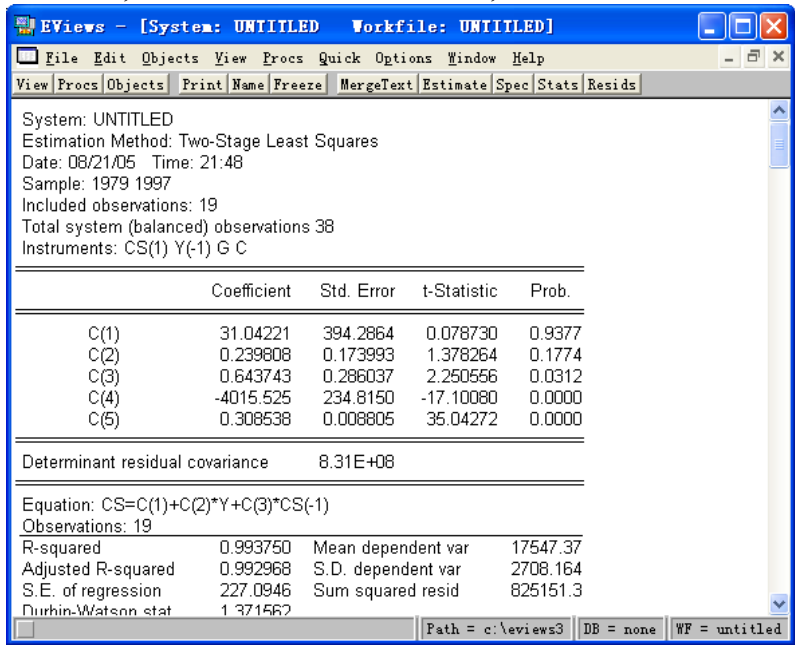 EViews - [System: UNTITLED Workfile: UNTITLED]
File Edit Objects View Procs Quick Options Window Help
View Procs Objects Print Name Freeze MergeText Estimate Spec Stats Resids
System: UNTITLED
Estimation Method: Two-Stage Least Squares
Date: 08/21/05 Time: 21:48
Sample: 1979 1997
Included observations: 19
Total system (balanced) observations 38
Instruments: CS(1) Y(-1) G C
Coefficient Std. Error t-Statistic Prob.
C(1) 31.04221 394.2864 0.078730 0.9377
C(2) 0.239808 0.173993 1.378264 0.1774
C(3) 0.643743 0.286037 2.250556 0.0312
C(4) -4015.525 234.8150 -17.10080 0.0000
C(5) 0.308538 0.008805 35.04272 0.0000
Determinant residual covariance 8.31E+08
Equation: CS=C(1)+C(2)*Y+C(3)*CS(-1)
Observations: 19
R-squared 0.993750 Mean dependent var 17547.37
Adjusted R-squared 0.992968 S.D. dependent var 2708.164
S.E. of regression 227.0946 Sum squared resid 825151.3
Durbin-Watson stat 1.371562
Path = c:\eviews3 DB = none WF = untitled